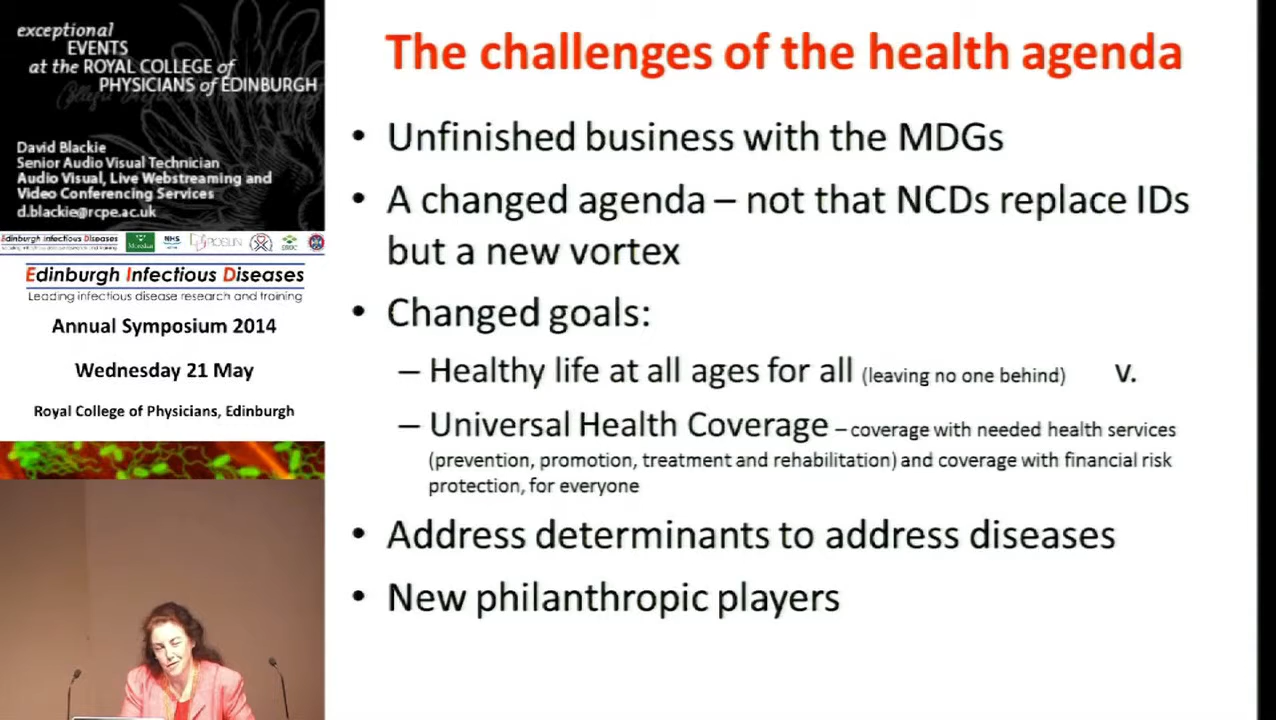 exceptional
EVENTS
at the ROYAL COLLEGE of
PHYSICIANS of EDINBURGH
David Blackie
Senior Audio Visual Technician
Audio Visual, Live Webstreaming and
Video Conferencing Services
d.blackie@rcpe.ac.uk
Edinburgh Infectious Diseases
NHS
ROSLIN
Edinburgh Infectious Diseases
Leading infectious disease research and training
Annual Symposium 2014
Wednesday 21 May
Royal College of Physicians, Edinburgh
The challenges of the health agenda
• Unfinished business with the MDGs
• A changed agenda – not that NCDs replace IDs
but a new vortex
• Changed goals:
– Healthy life at all ages for all (leaving no one behind) v.
– Universal Health Coverage – coverage with needed health services
(prevention, promotion, treatment and rehabilitation) and coverage with financial risk
protection, for everyone
• Address determinants to address diseases
• New philanthropic players